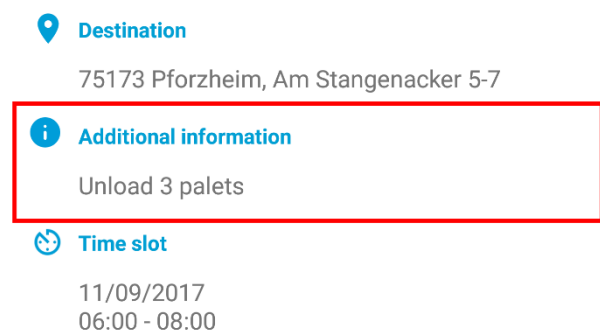 Destination
75173 Pforzheim, Am Stangenacker 5-7
Additional information
Unload 3 palets
Time slot
11/09/2017
06:00 - 08:00